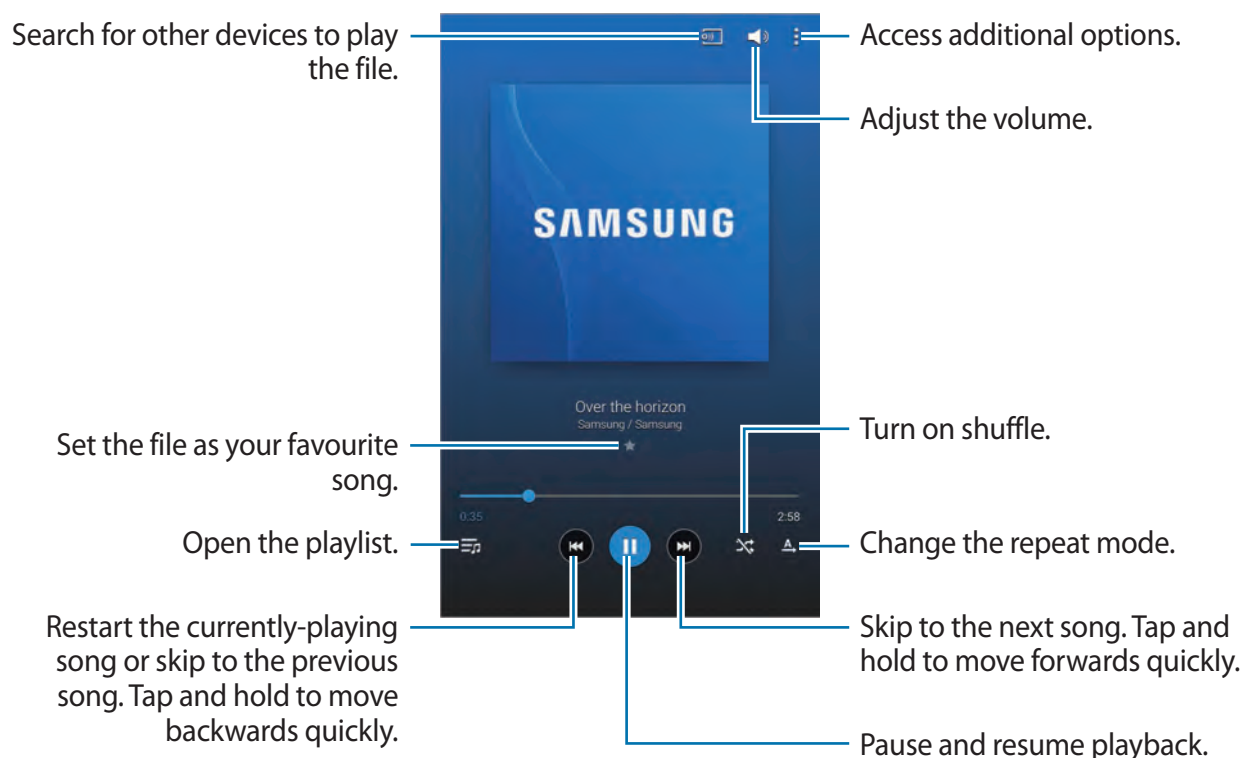 Search for other devices to play
the file.
Access additional options.
Adjust the volume.
SAMSUNG
Over the horizon
Samsung / Samsung
Set the file as your favourite
song.
Turn on shuffle.
0:35
2:58
Open the playlist.
A
Change the repeat mode.
Restart the currently-playing
song or skip to the previous
song. Tap and hold to move
backwards quickly.
Skip to the next song. Tap and
hold to move forwards quickly.
Pause and resume playback.